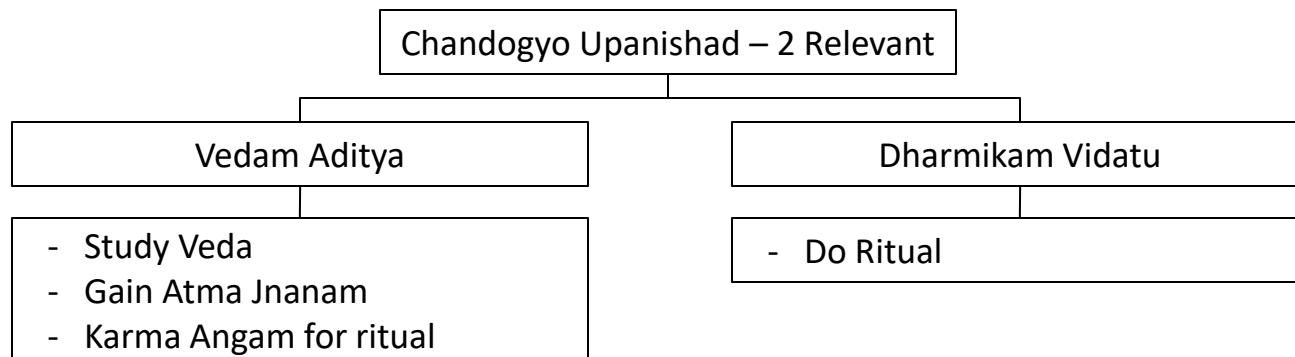 Chandogyo Upanishad – 2 Relevant
Vedam Aditya
Dharmikam Vidatu
- Study Veda
- Gain Atma Jnanam
- Karma Angam for ritual
- Do Ritual